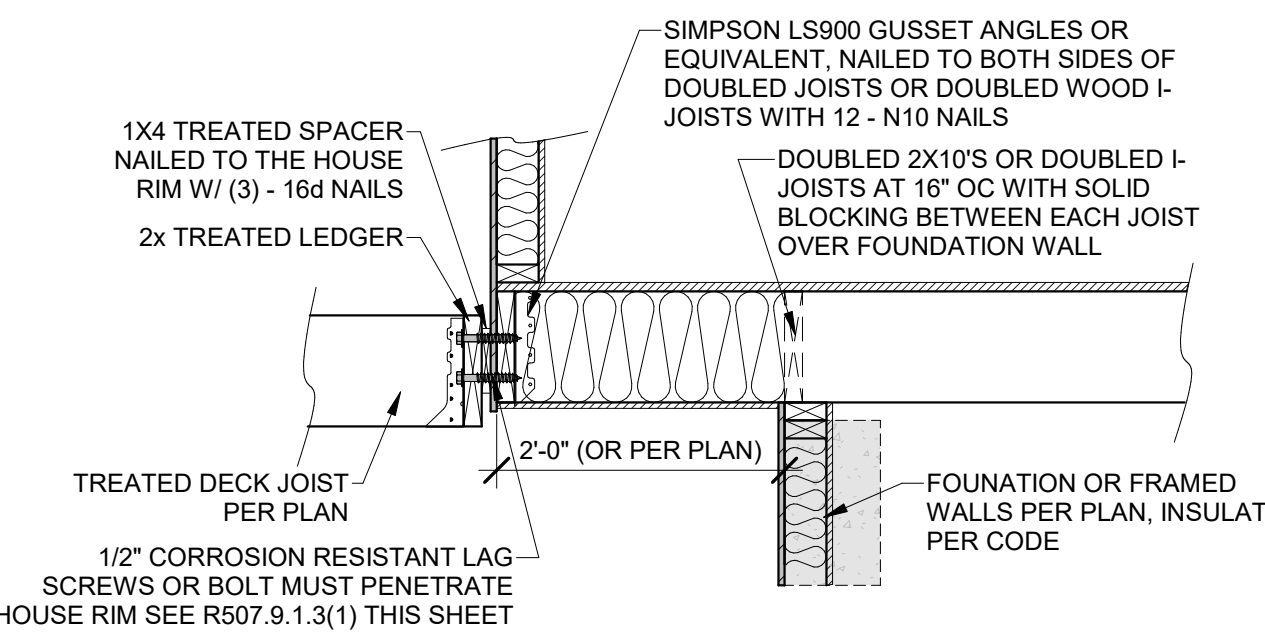 SIMPSON LS900 GUSSET ANGLES OR
EQUIVALENT, NAILED TO BOTH SIDES OF
DOUBLED JOISTS OR DOUBLED WOOD I-
JOISTS WITH 12 - N10 NAILS
1X4 TREATED SPACER
NAILED TO THE HOUSE
RIM W/ (3) - 16d NAILS
2x TREATED LEDGER
DOUBLED 2X10'S OR DOUBLED I-
JOISTS AT 16" OC WITH SOLID
BLOCKING BETWEEN EACH JOIST
OVER FOUNDATION WALL
2'-0" (OR PER PLAN)
TREATED DECK JOIST
PER PLAN
FOUNATION OR FRAMED
WALLS PER PLAN, INSULAT
PER CODE
1/2" CORROSION RESISTANT LAG
SCREWS OR BOLT MUST PENETRATE
HOUSE RIM SEE R507.9.1.3(1) THIS SHEET